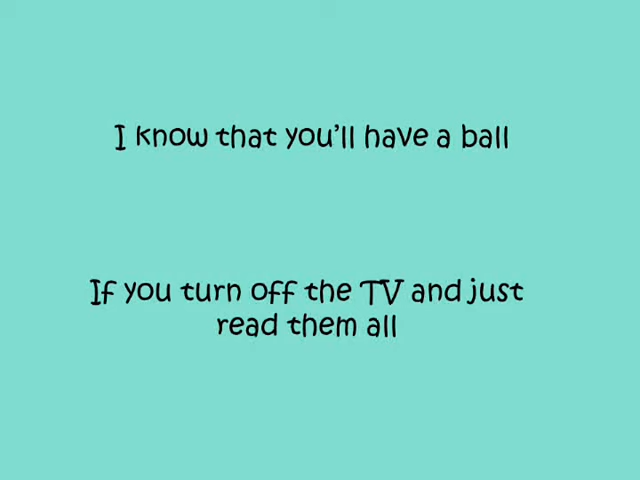 I know that you’ll have a ball
If you turn off the TV and just
read them all